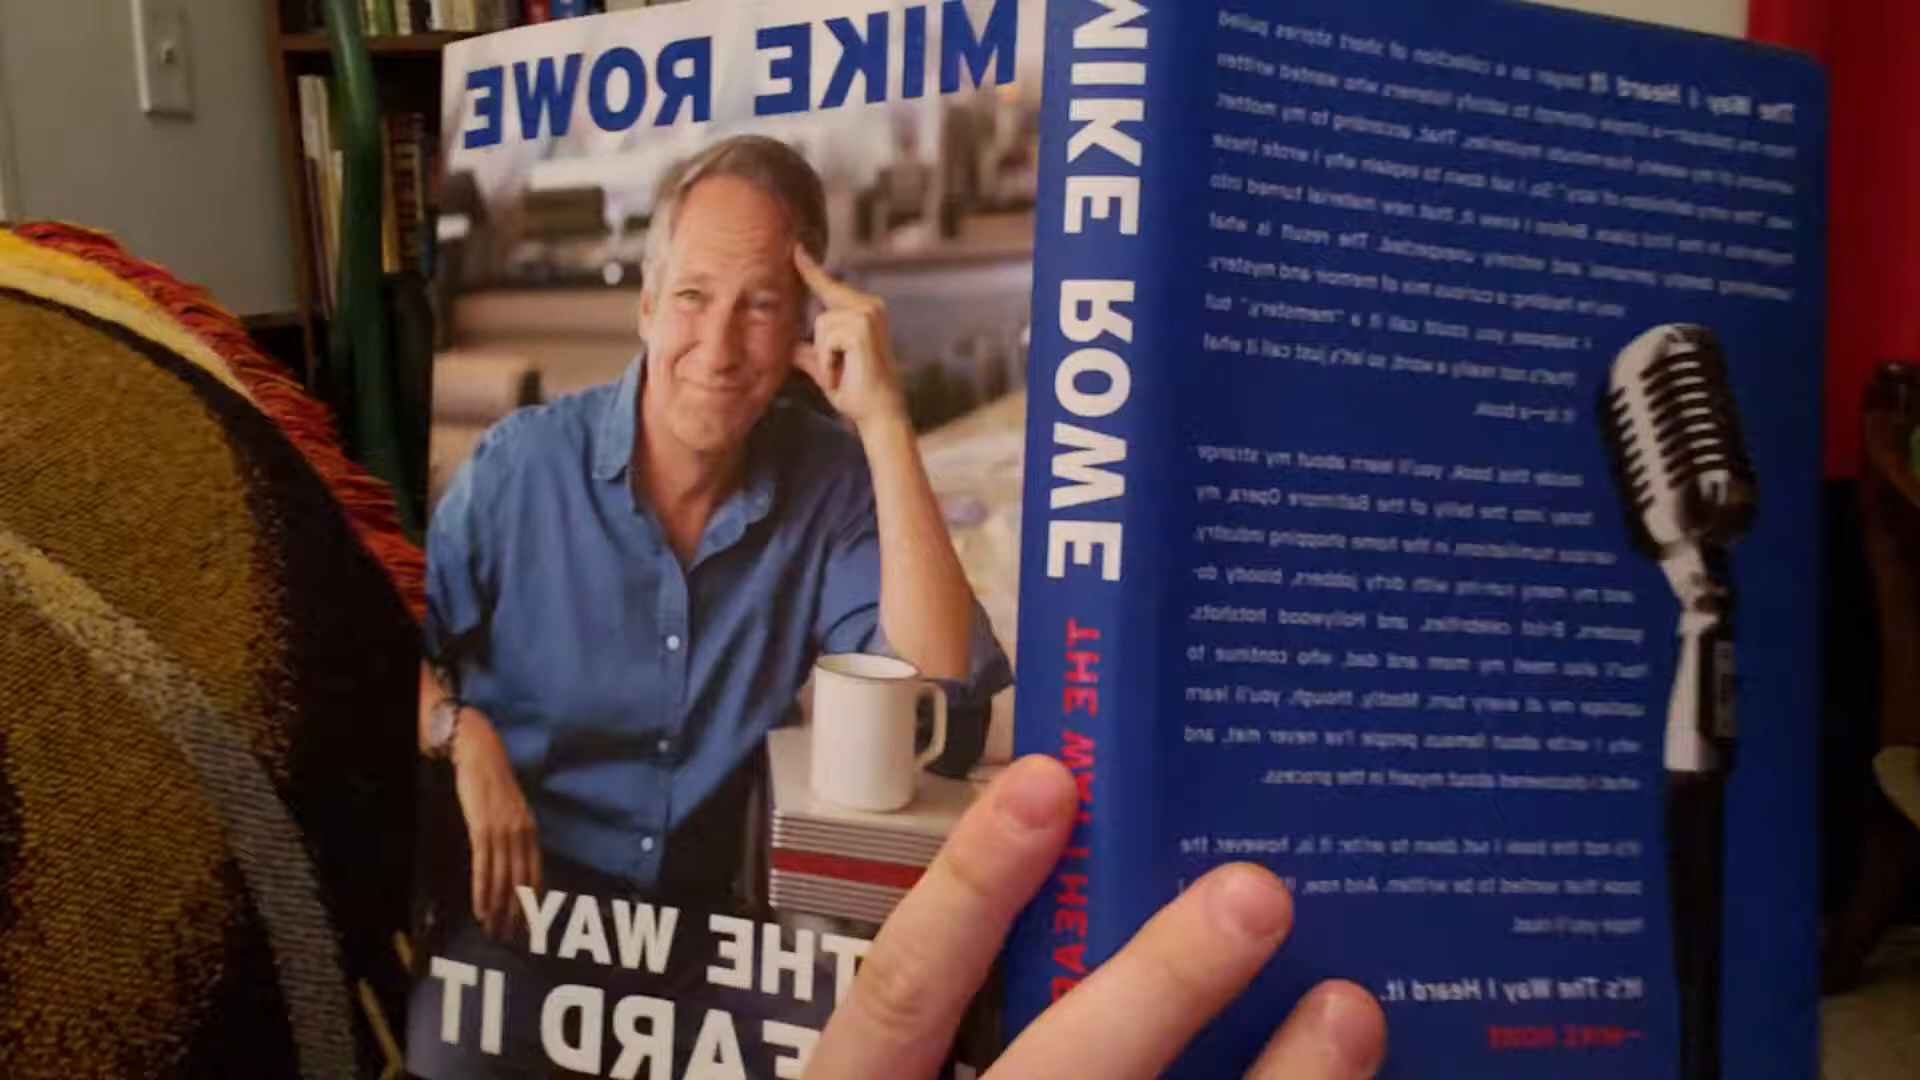 MIKE ROWE
THE WAY
EARD IT
MIKE ROWE
THE WAY I HEARD
The Way I Heard It began as a collection of short stories pulled
from my podcast—a simple attempt to satisfy listeners who wanted written
versions of my weekly five-minute mysteries. That, according to my mother,
was "The very definition of lazy." So I sat down to explain why I wrote these
mysteries in the first place. Before I knew it, that new material turned into
something deeply personal, and entirely unexpected. The result is what
you're holding: a curious mix of memoir and mystery.
I suppose you could call it a "memstery," but
that's not really a word, so let's just call it what
it is—a book.
Inside this book, you'll learn about my strange
foray into the belly of the Baltimore Opera, my
various humiliations in the home shopping industry,
and my many run-ins with dirty jobbers, bloody do-
gooders, B-list celebrities, and Hollywood hotshots.
You'll also meet my mom and dad, who continue to
upstage me at every turn. Mostly, though, you'll learn
why I write about famous people I've never met, and
what I discovered about myself in the process.
It's not the book I sat down to write; it is, however, the
book that wanted to be written. And now, I
hope you'll read.
It's The Way I Heard It.
—MIKE ROWE